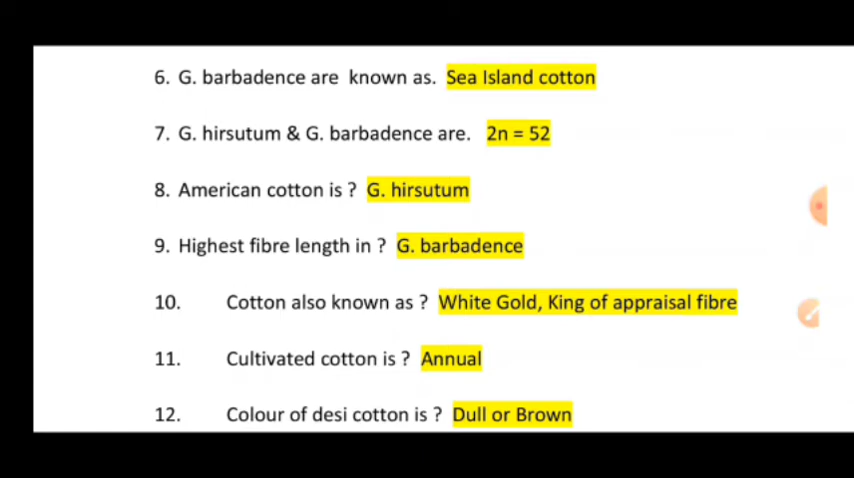 6. G. barbadence are known as. Sea Island cotton
7. G. hirsutum & G. barbadence are. 2n = 52
8. American cotton is ? G. hirsutum
9. Highest fibre length in ? G. barbadence
10. Cotton also known as ? White Gold, King of appraisal fibre
11. Cultivated cotton is ? Annual
12. Colour of desi cotton is ? Dull or Brown